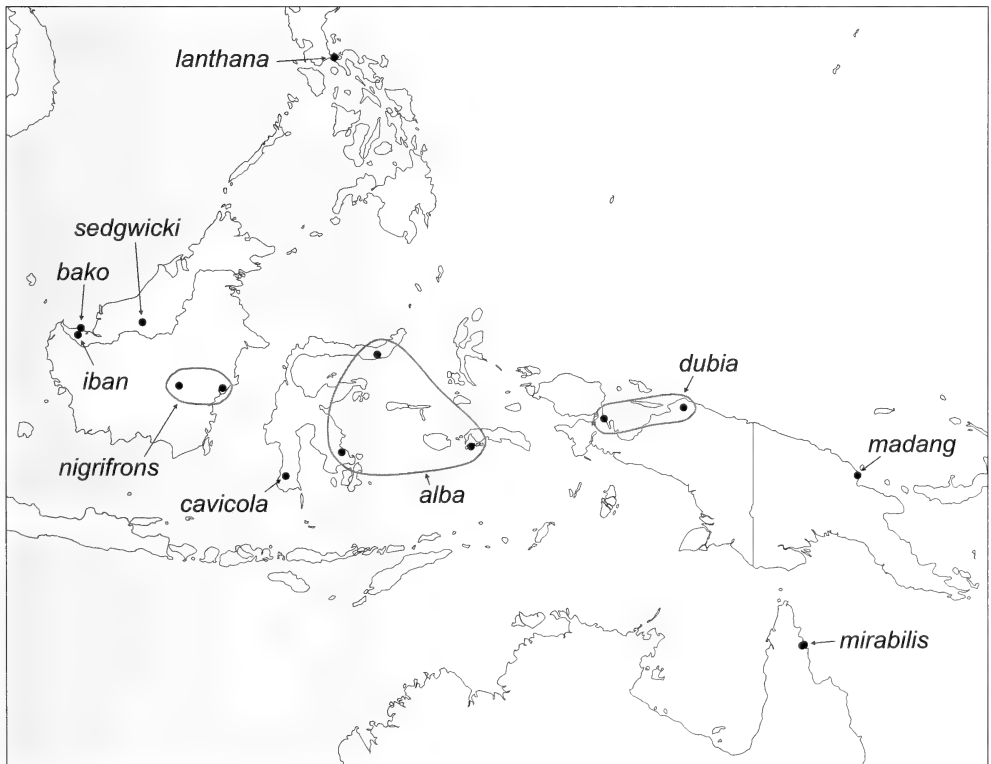 lanthana
sedgwicki
bako
iban
nigrifrons
cavicola
alba
dubia
madang
mirabilis